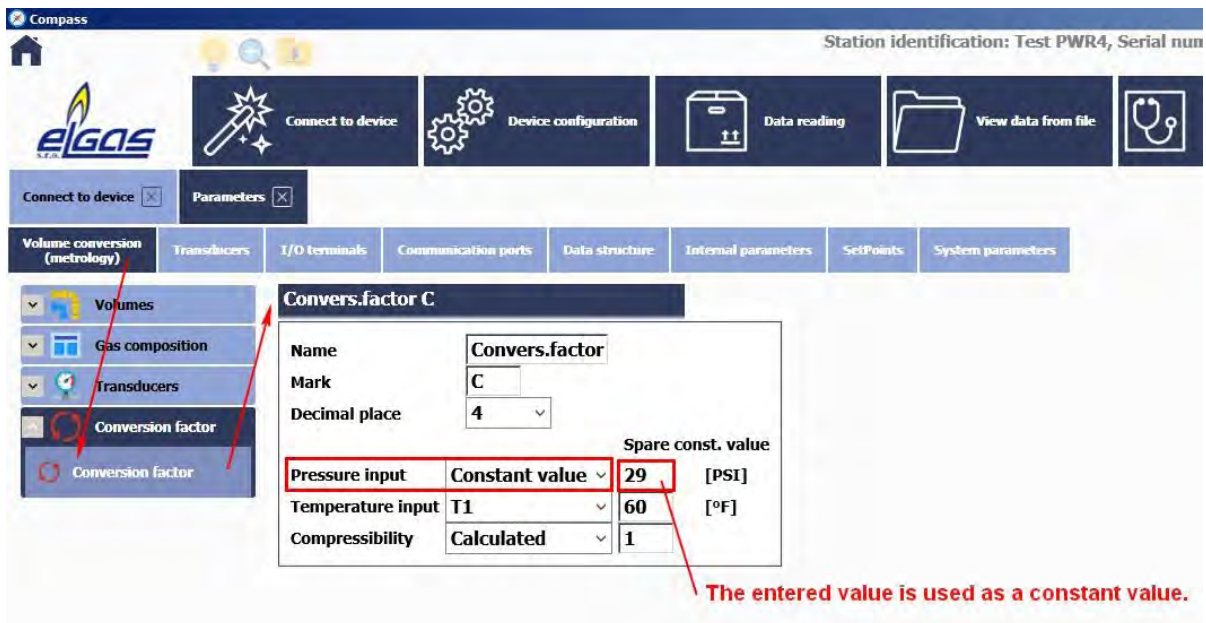 Compass
Station identification: Test PWR4, Serial num
elgas
s.r.o.
Connect to device
Device configuration
Data reading
View data from file
Connect to device
Parameters
Volume conversion
(metrology)
Transducers
I/O terminals
Communication ports
Data structure
Internal parameters
SetPoints
System parameters
Volumes
Gas composition
Transducers
Conversion factor
Conversion factor
Convers.factor C
Name Convers.factor
Mark C
Decimal place 4
Spare const. value
Pressure input Constant value 29 [PSI]
Temperature input T1 60 [°F]
Compressibility Calculated 1
The entered value is used as a constant value.